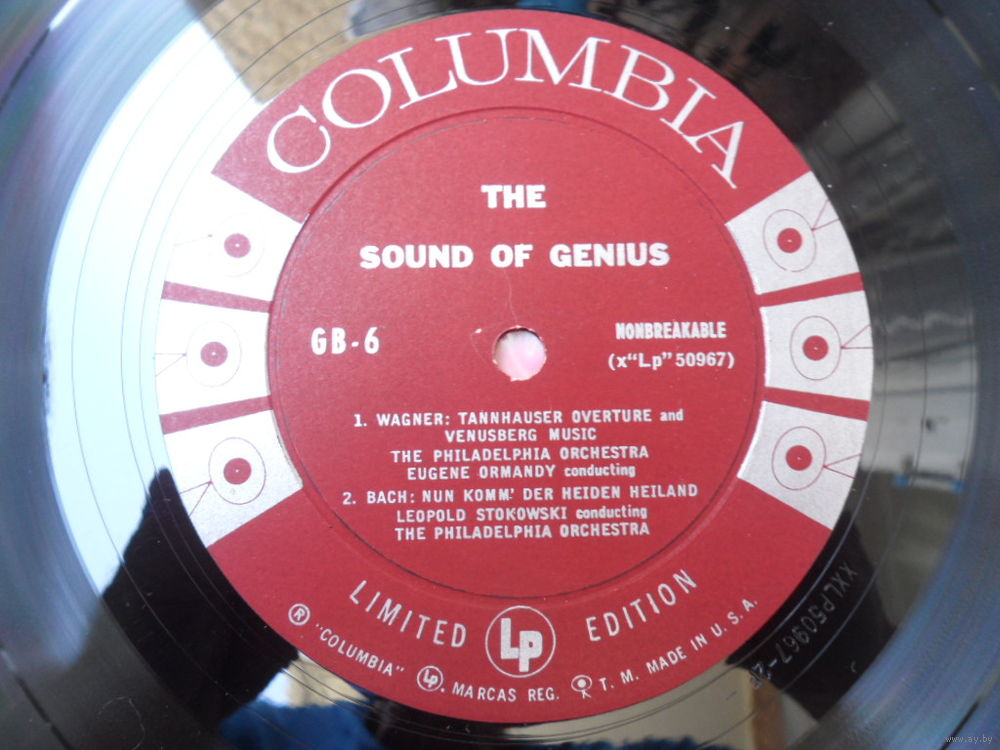 COLUMBIA
THE
SOUND OF GENIUS
GB-6
NONBREAKABLE
(x"Lp" 50967)
1. WAGNER: TANNHAUSER OVERTURE and
VENUSBERG MUSIC
THE PHILADELPHIA ORCHESTRA
EUGENE ORMANDY conducting
2. BACH: NUN KOMM' DER HEIDEN HEILAND
LEOPOLD STOKOWSKI conducting
THE PHILADELPHIA ORCHESTRA
LIMITED Lp EDITION
® "COLUMBIA" Lp. MARCAS REG. T. M. MADE IN U. S. A.
XXLP50967-2
www.ay.by